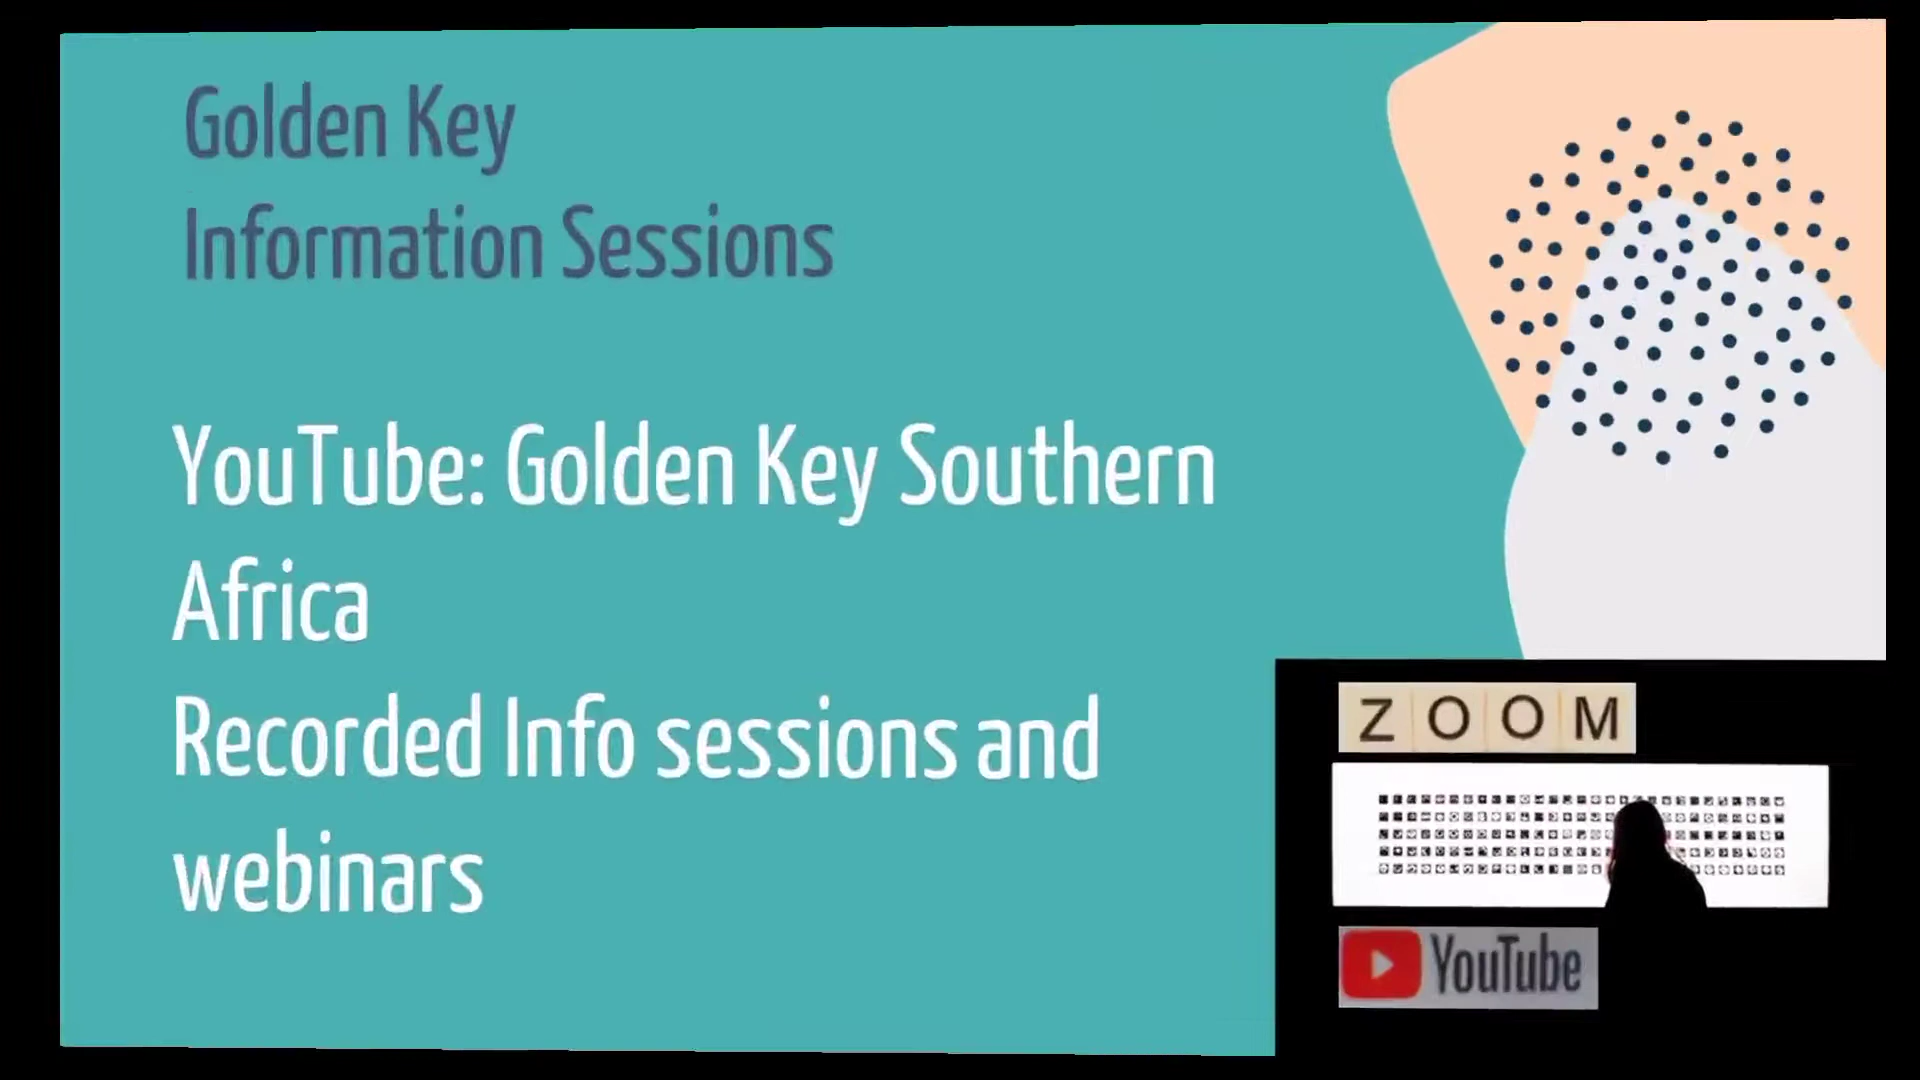 Golden Key
Information Sessions
YouTube: Golden Key Southern
Africa
Recorded Info sessions and
webinars
ZOOM
YouTube